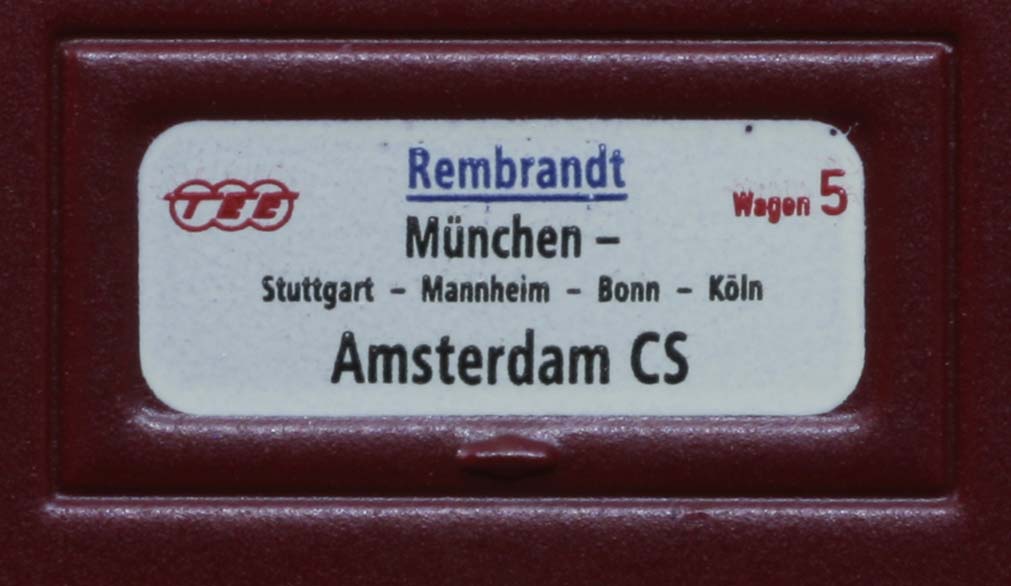 Rembrandt
TEE
Wagen 5
München –
Stuttgart – Mannheim – Bonn – Köln
Amsterdam CS